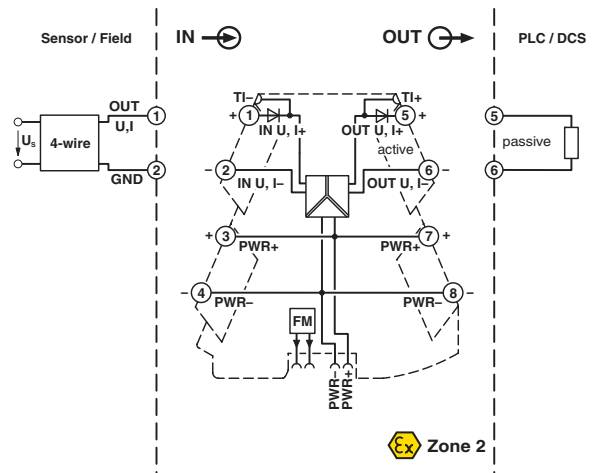 Sensor / Field
IN
OUT
PLC / DCS
TI–
TI+
OUT
1
+ 1
5 +
5
U,I
IN U, I+
OUT U, I+
Us
4-wire
active
passive
2
– 2
IN U, I–
OUT U, I–
6 –
6
GND
+ 3
7 +
PWR+
PWR+
– 4
8 –
PWR–
PWR–
FM
PWR–
PWR+
Ex Zone 2